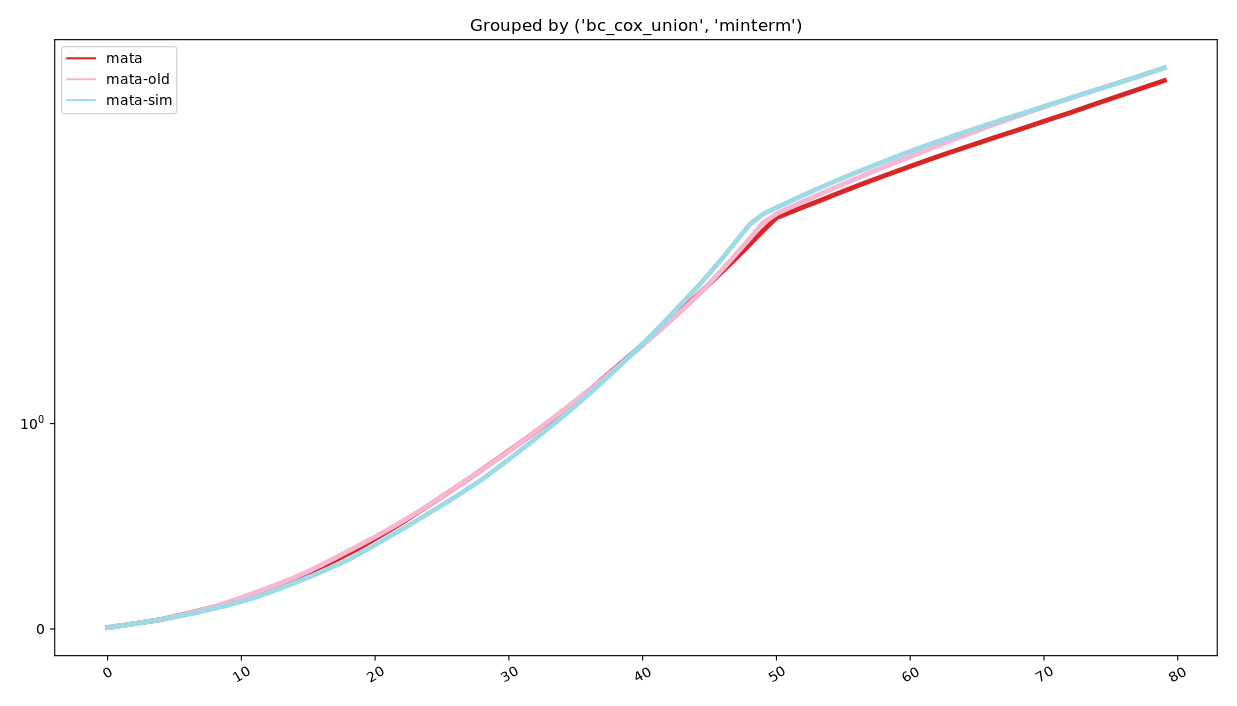 Grouped by ('bc_cox_union', 'minterm')
mata
mata-old
mata-sim
10⁰
0
0
10
20
30
40
50
60
70
80